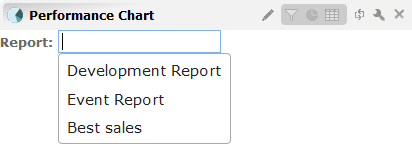 Performance Chart
Report:
Development Report
Event Report
Best sales